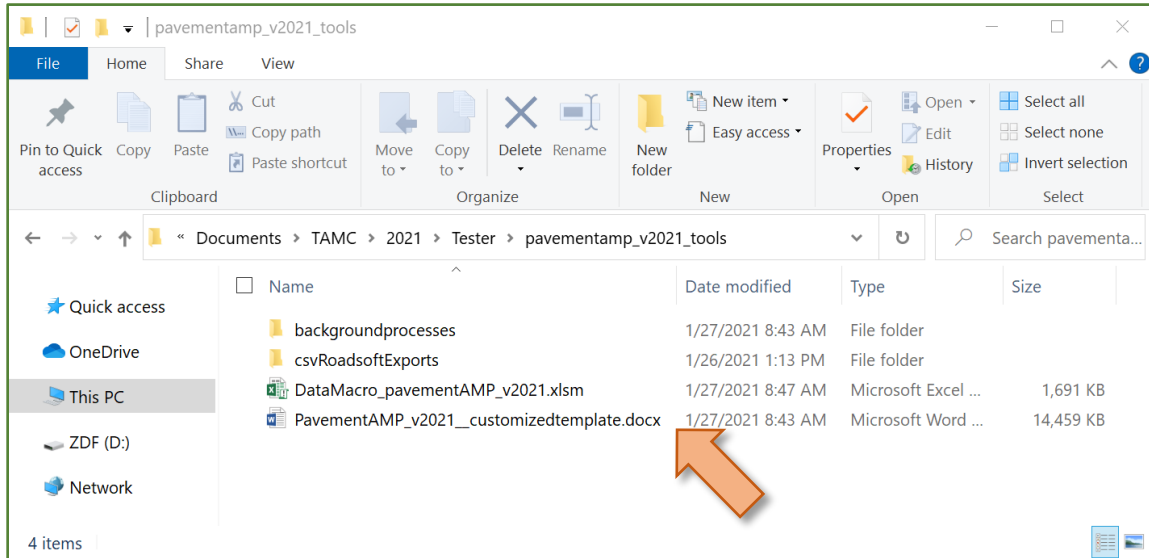 pavementamp_v2021_tools
File Home Share View
Pin to Quick access
Copy
Paste
Cut
Copy path
Paste shortcut
Clipboard
Move to
Copy to
Delete
Rename
Organize
New folder
New item
Easy access
New
Properties
Open
Edit
History
Open
Select all
Select none
Invert selection
Select
« Documents > TAMC > 2021 > Tester > pavementamp_v2021_tools
Search pavementa...
Quick access
OneDrive
This PC
ZDF (D:)
Network
Name Date modified Type Size
backgroundprocesses 1/27/2021 8:43 AM File folder
csvRoadsoftExports 1/26/2021 1:13 PM File folder
DataMacro_pavementAMP_v2021.xlsm 1/27/2021 8:47 AM Microsoft Excel ... 1,691 KB
PavementAMP_v2021__customizedtemplate.docx 1/27/2021 8:43 AM Microsoft Word ... 14,459 KB
4 items